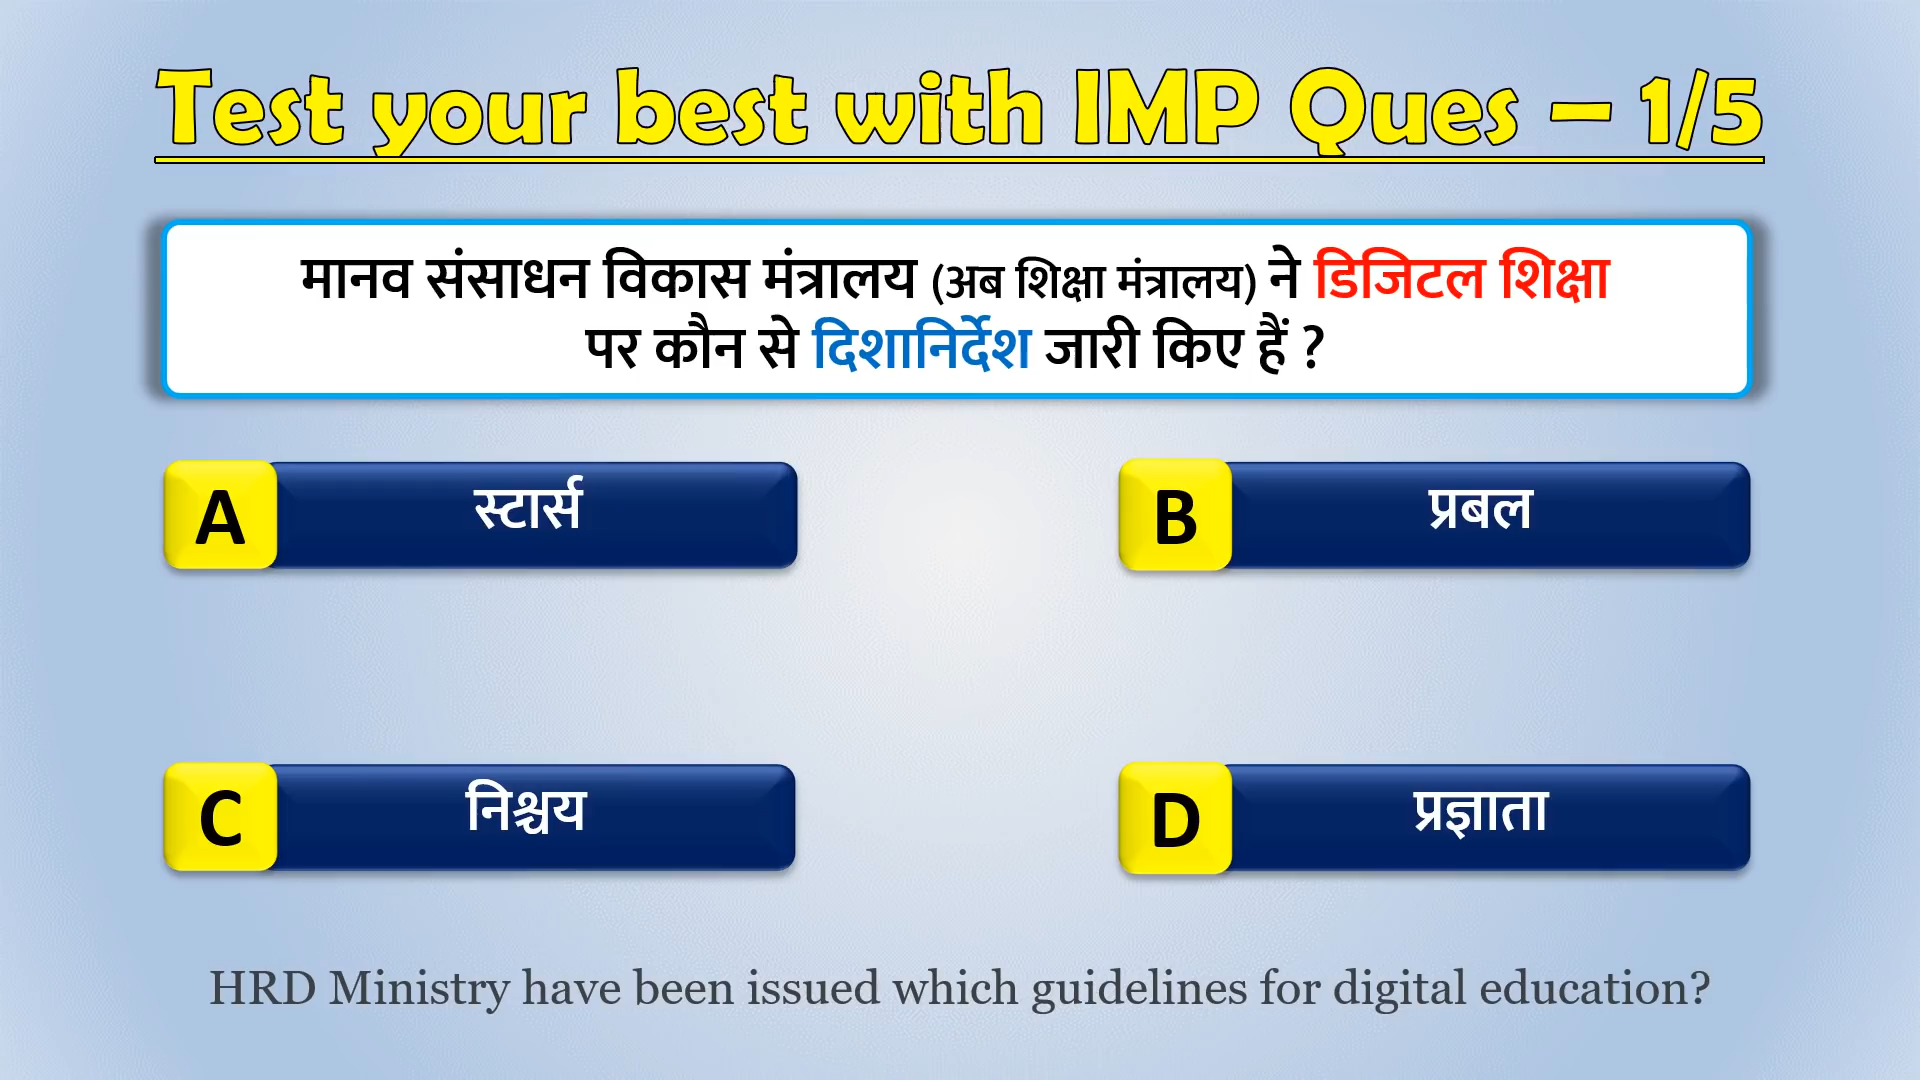 Test your best with IMP Ques – 1/5
मानव संसाधन विकास मंत्रालय (अब शिक्षा मंत्रालय) ने डिजिटल शिक्षा
पर कौन से दिशानिर्देश जारी किए हैं ?
A स्टार्स
B प्रबल
C निश्चय
D प्रज्ञाता
HRD Ministry have been issued which guidelines for digital education?